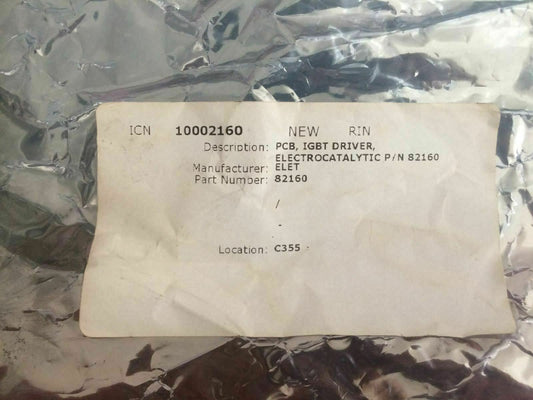 ICN 10002160 NEW RIN
Description: PCB, IGBT DRIVER,
ELECTROCATALYTIC P/N 82160
Manufacturer: ELET
Part Number: 82160
/
-
.
Location: C355